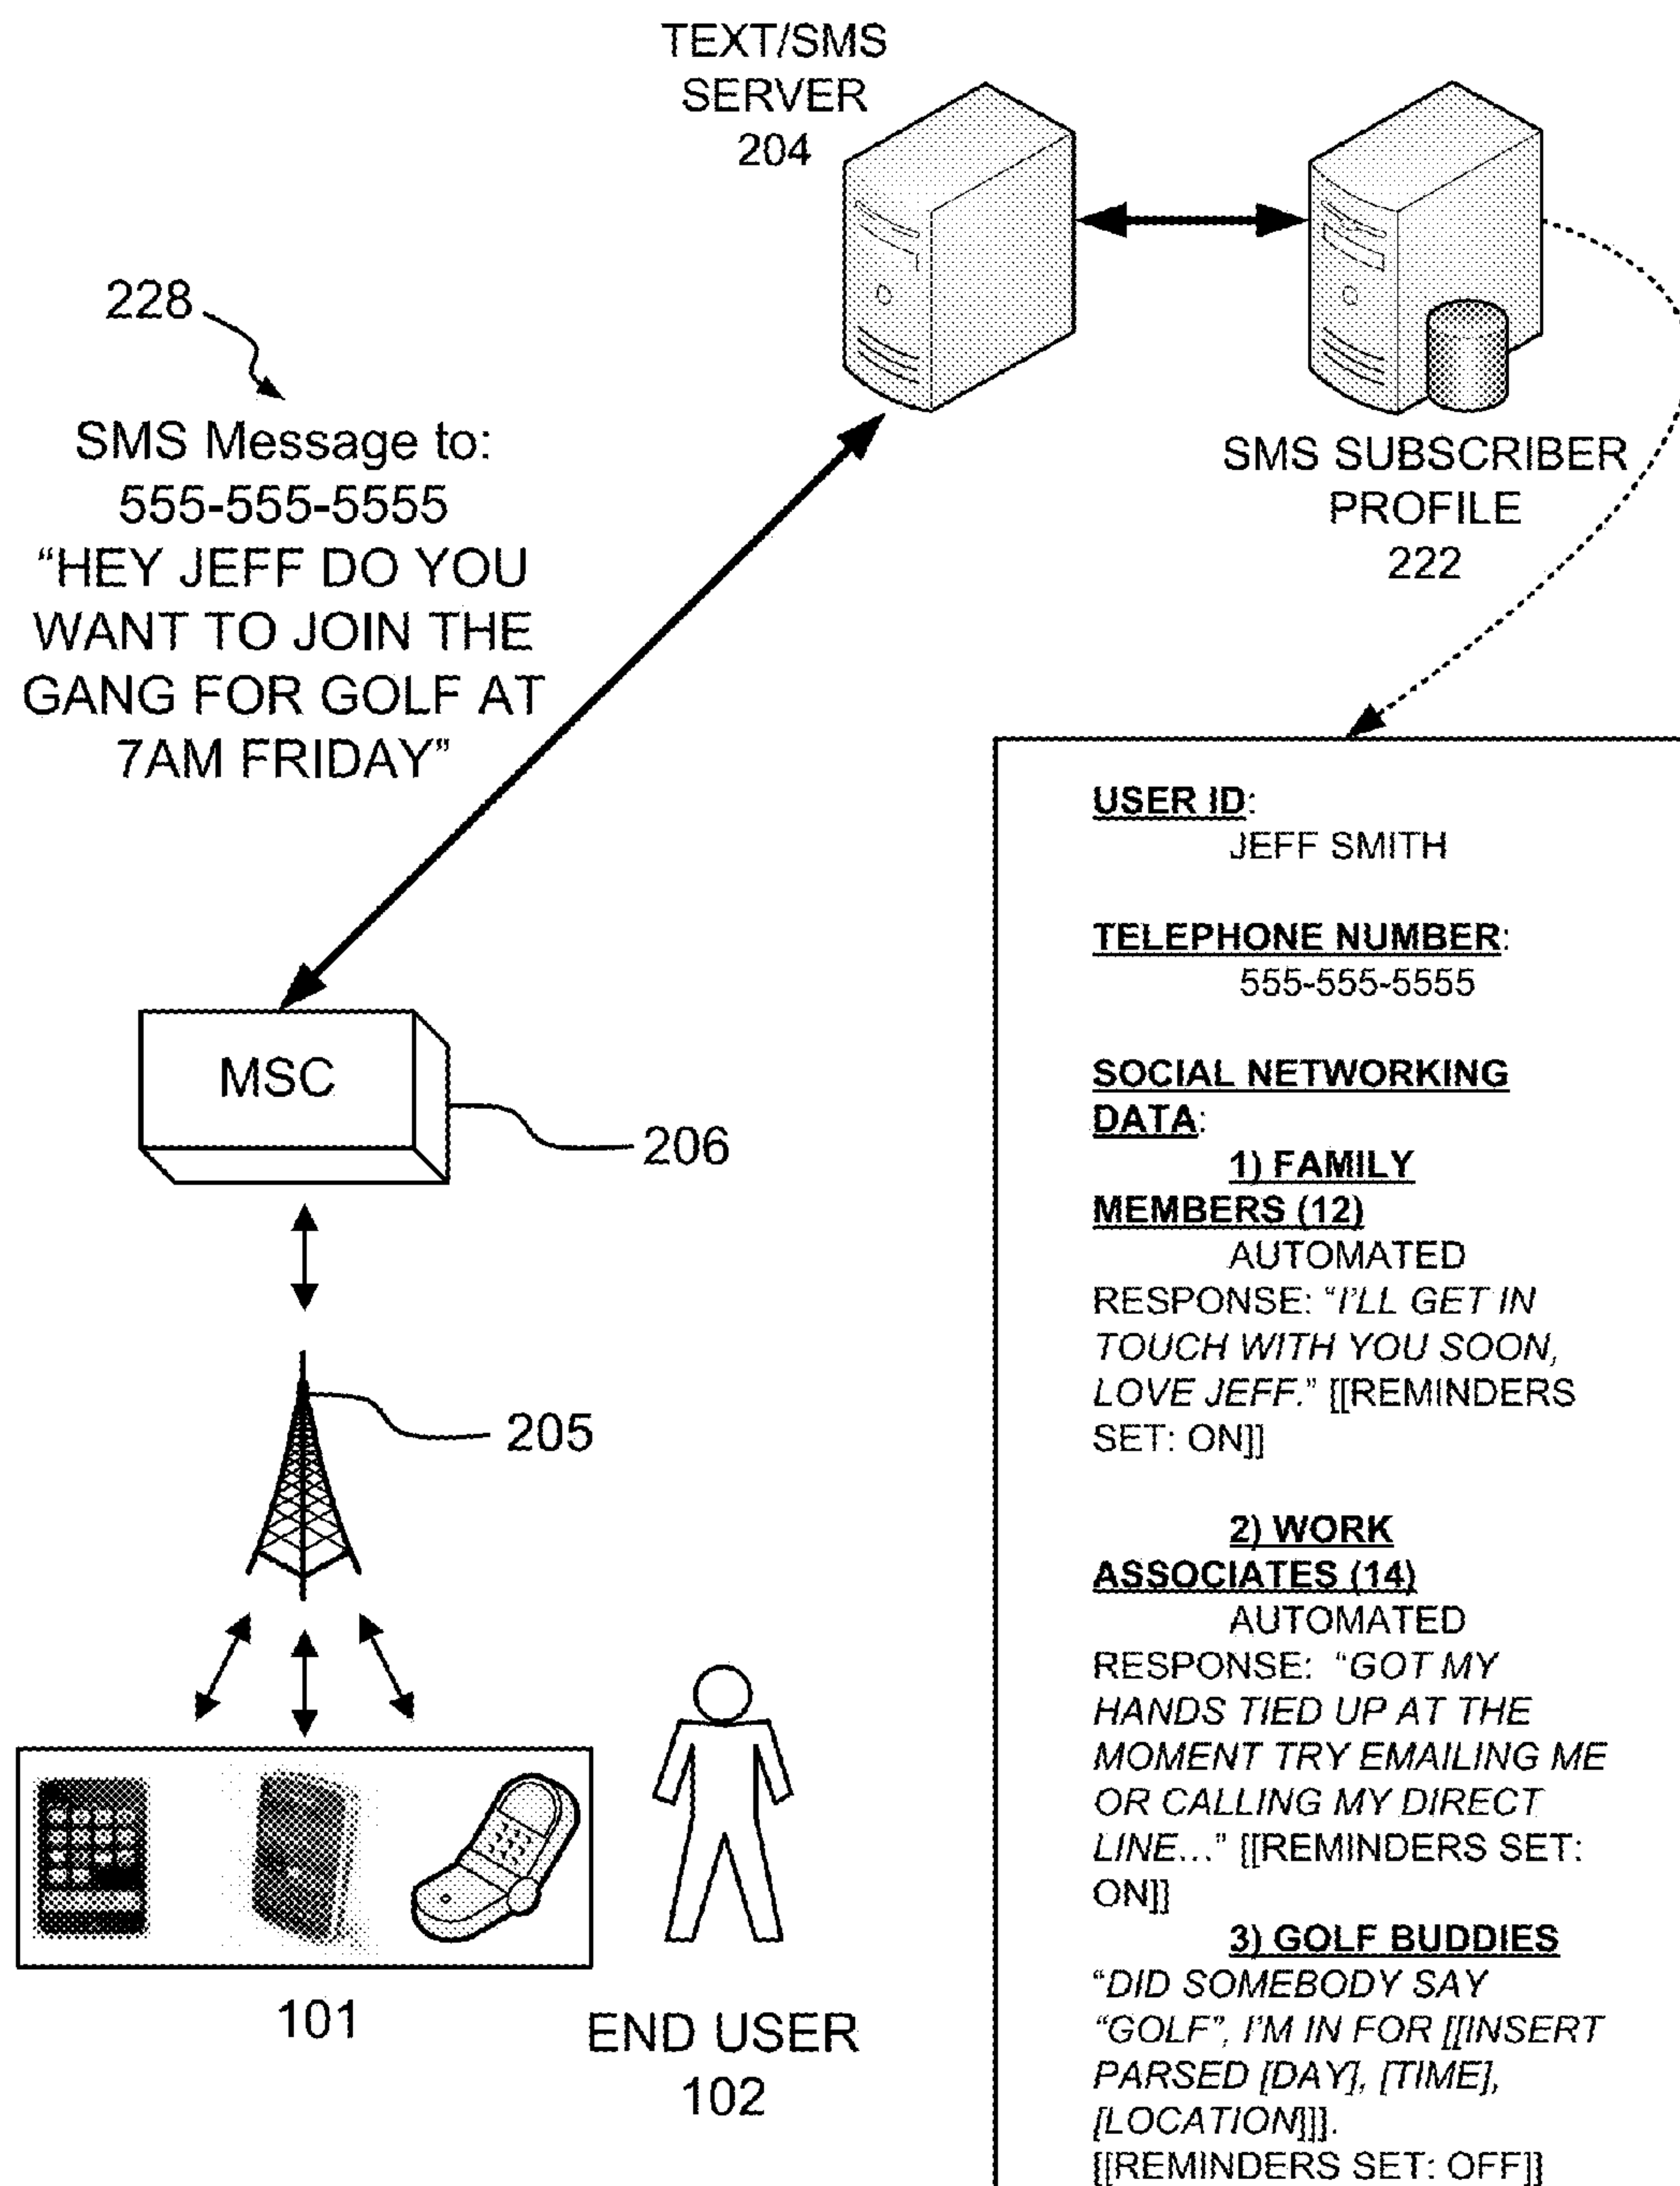 TEXT/SMS
SERVER
204
228
SMS Message to:
555-555-5555
“HEY JEFF DO YOU
WANT TO JOIN THE
GANG FOR GOLF AT
7AM FRIDAY”
SMS SUBSCRIBER
PROFILE
222
MSC
206
205
101
END USER
102
USER ID:
JEFF SMITH
TELEPHONE NUMBER:
555-555-5555
SOCIAL NETWORKING
DATA:
1) FAMILY
MEMBERS (12)
AUTOMATED
RESPONSE: “I’LL GET IN
TOUCH WITH YOU SOON,
LOVE JEFF.” [[REMINDERS
SET: ON]]
2) WORK
ASSOCIATES (14)
AUTOMATED
RESPONSE: “GOT MY
HANDS TIED UP AT THE
MOMENT TRY EMAILING ME
OR CALLING MY DIRECT
LINE...” [[REMINDERS SET:
ON]]
3) GOLF BUDDIES
“DID SOMEBODY SAY
“GOLF”, I’M IN FOR [[INSERT
PARSED [DAY], [TIME],
[LOCATION]]].
[[REMINDERS SET: OFF]]